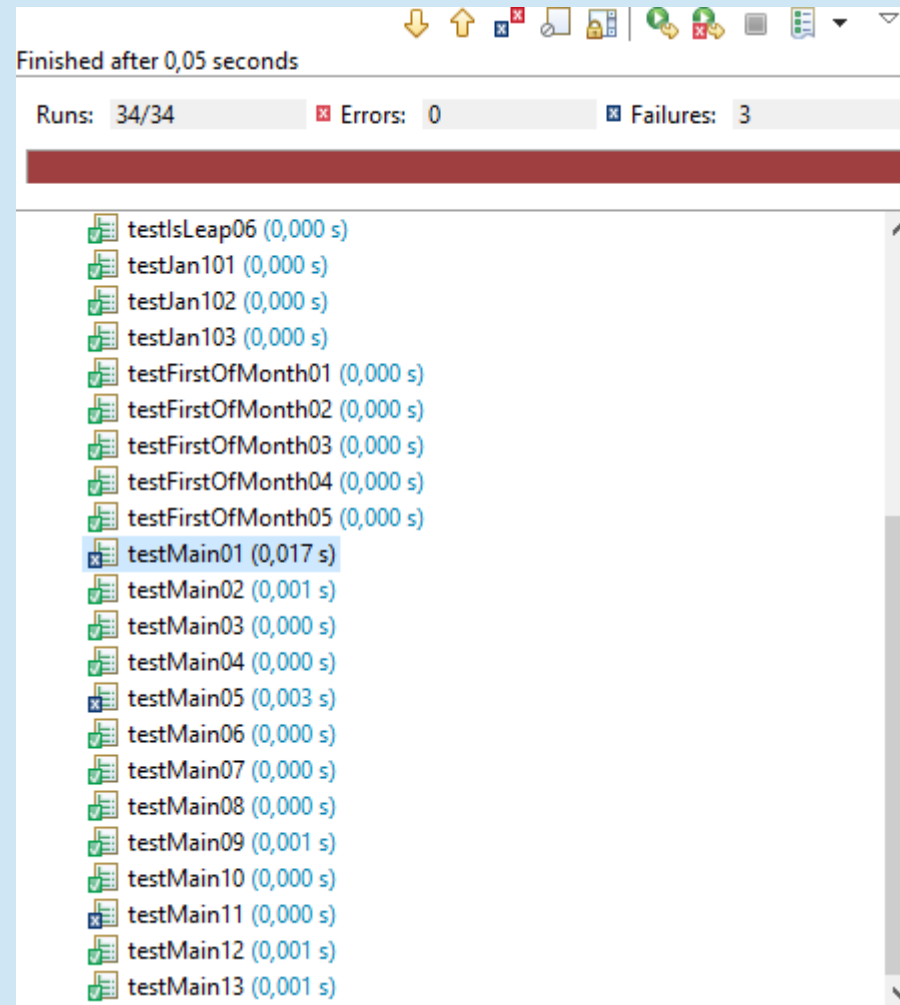 Finished after 0,05 seconds
Runs: 34/34 Errors: 0 Failures: 3
testIsLeap06 (0,000 s)
testJan101 (0,000 s)
testJan102 (0,000 s)
testJan103 (0,000 s)
testFirstOfMonth01 (0,000 s)
testFirstOfMonth02 (0,000 s)
testFirstOfMonth03 (0,000 s)
testFirstOfMonth04 (0,000 s)
testFirstOfMonth05 (0,000 s)
testMain01 (0,017 s)
testMain02 (0,001 s)
testMain03 (0,000 s)
testMain04 (0,000 s)
testMain05 (0,003 s)
testMain06 (0,000 s)
testMain07 (0,000 s)
testMain08 (0,000 s)
testMain09 (0,001 s)
testMain10 (0,000 s)
testMain11 (0,000 s)
testMain12 (0,001 s)
testMain13 (0,001 s)